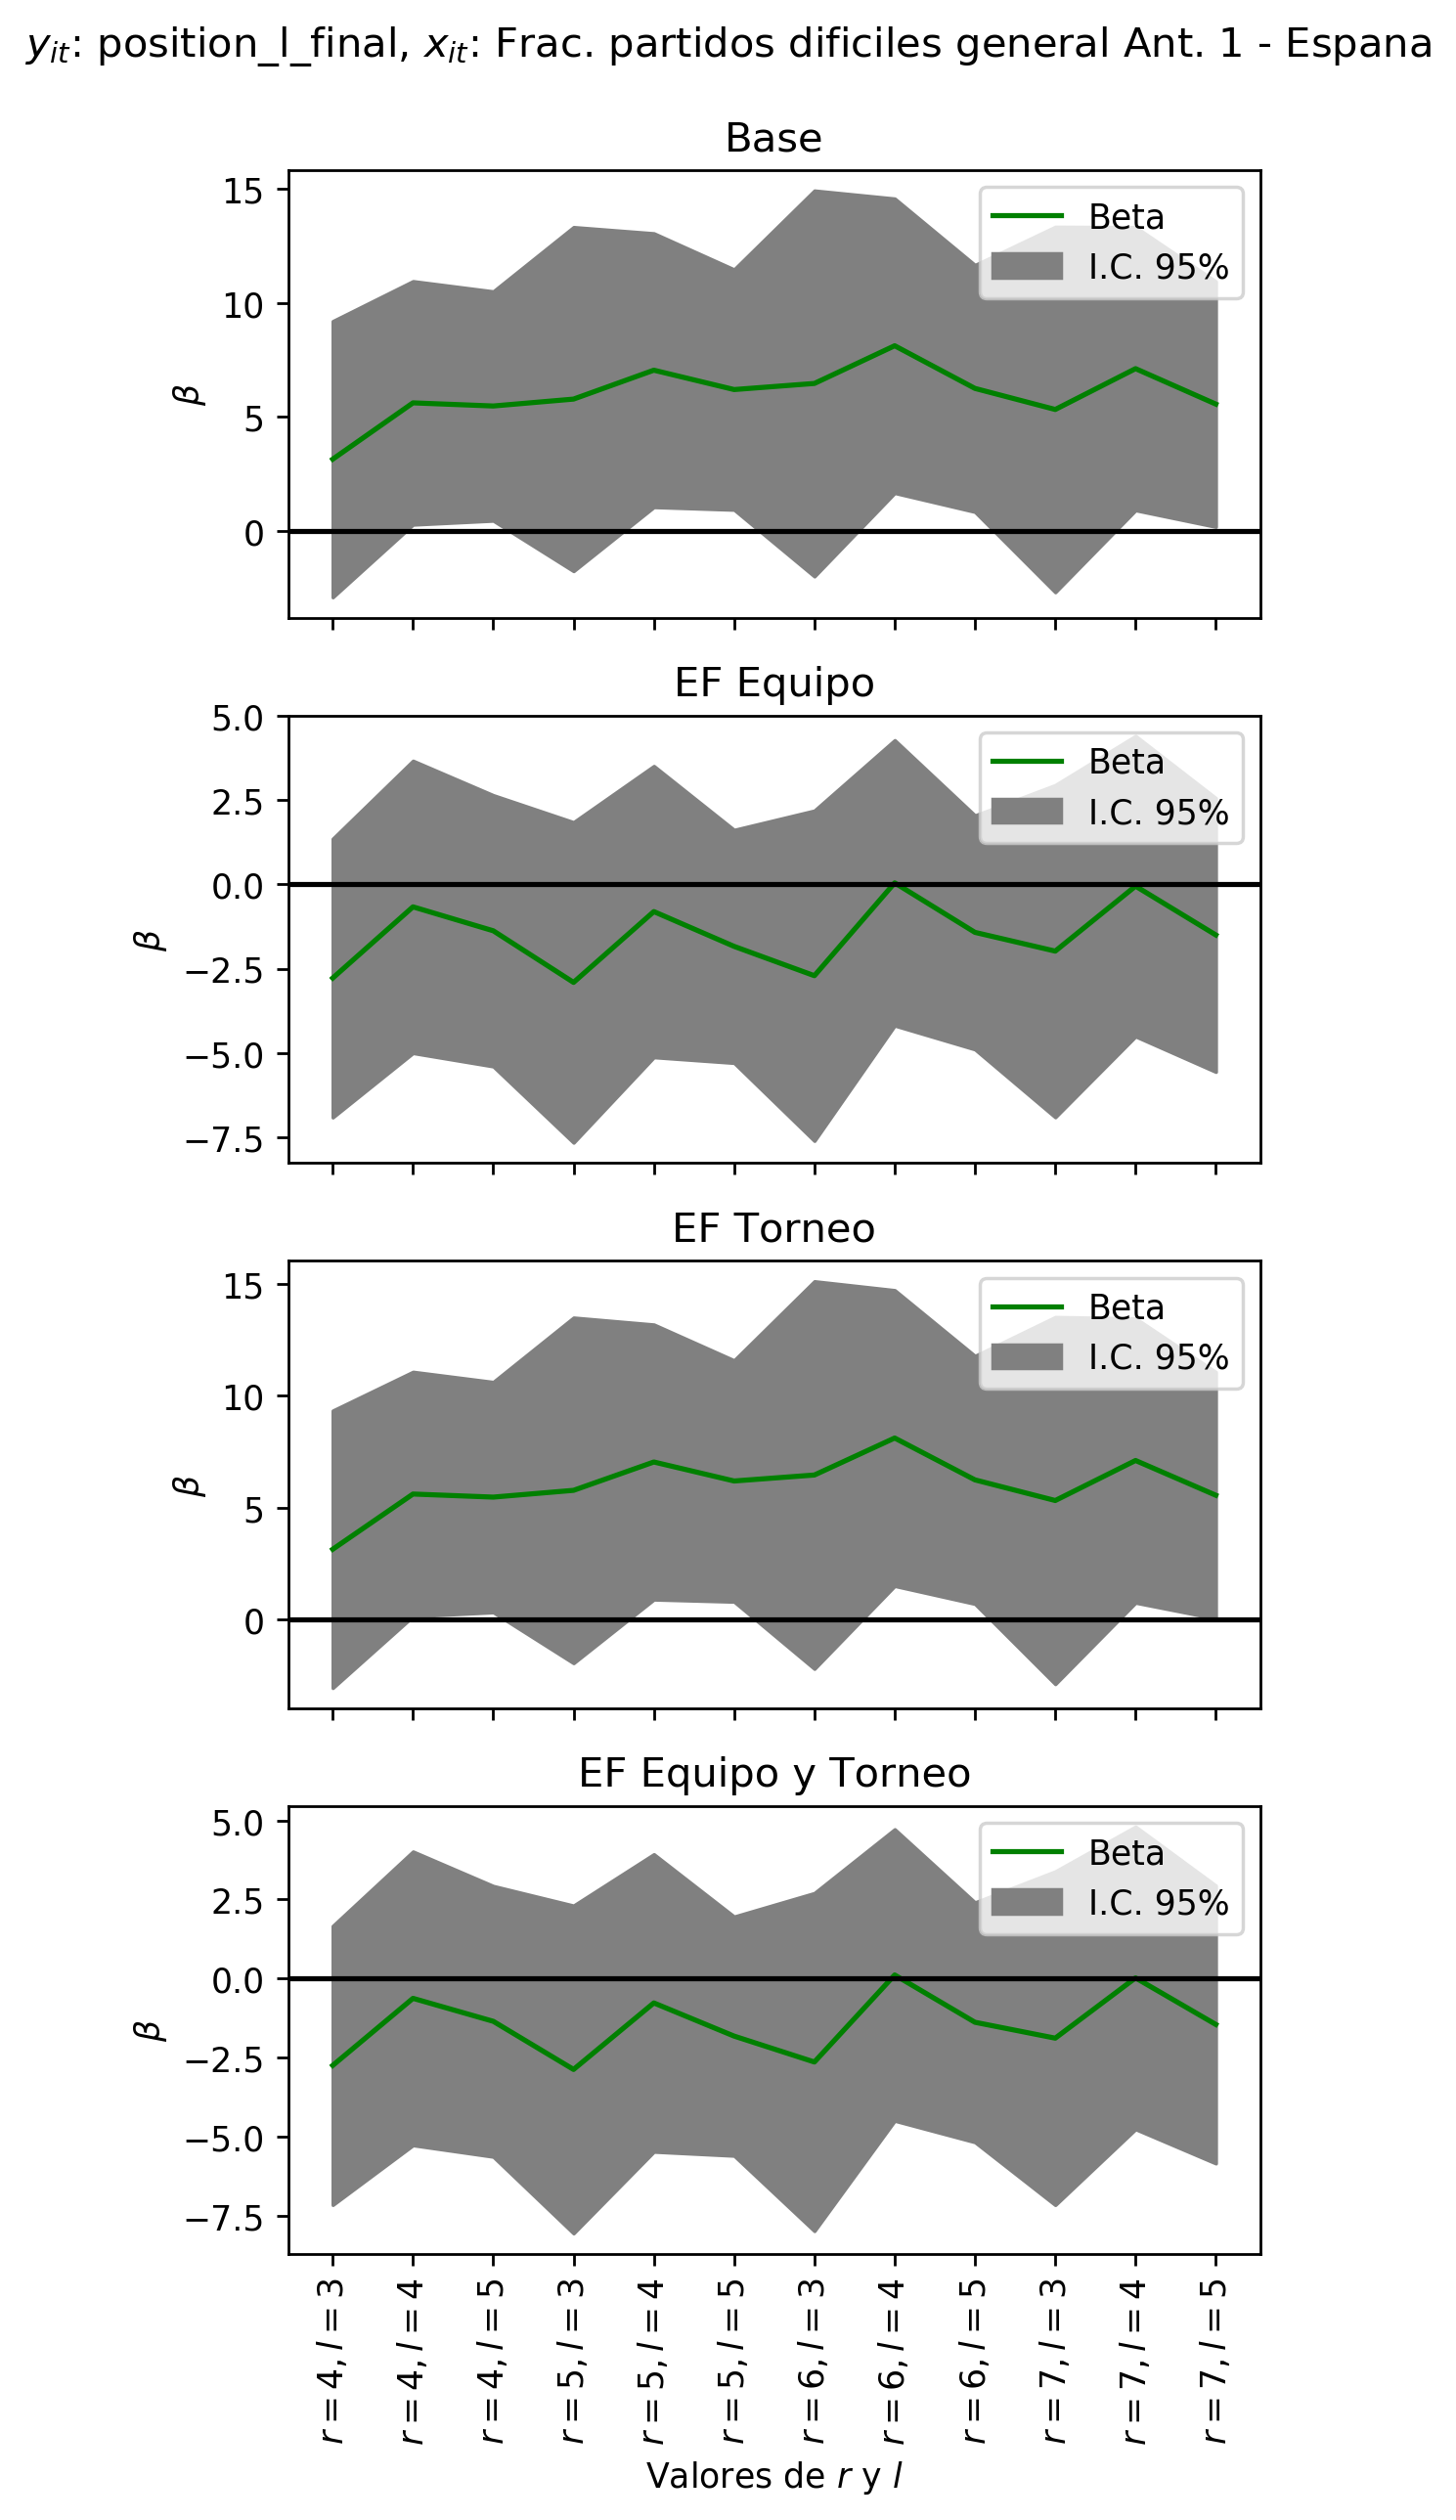 y_it: position_l_final, x_it: Frac. partidos dificiles general Ant. 1 - Espana
Base
15
10
5
0
β
Beta
I.C. 95%
EF Equipo
5.0
2.5
0.0
−2.5
−5.0
−7.5
β
Beta
I.C. 95%
EF Torneo
15
10
5
0
β
Beta
I.C. 95%
EF Equipo y Torneo
5.0
2.5
0.0
−2.5
−5.0
−7.5
β
Beta
I.C. 95%
r = 4, l = 3
r = 4, l = 4
r = 4, l = 5
r = 5, l = 3
r = 5, l = 4
r = 5, l = 5
r = 6, l = 3
r = 6, l = 4
r = 6, l = 5
r = 7, l = 3
r = 7, l = 4
r = 7, l = 5
Valores de r y l